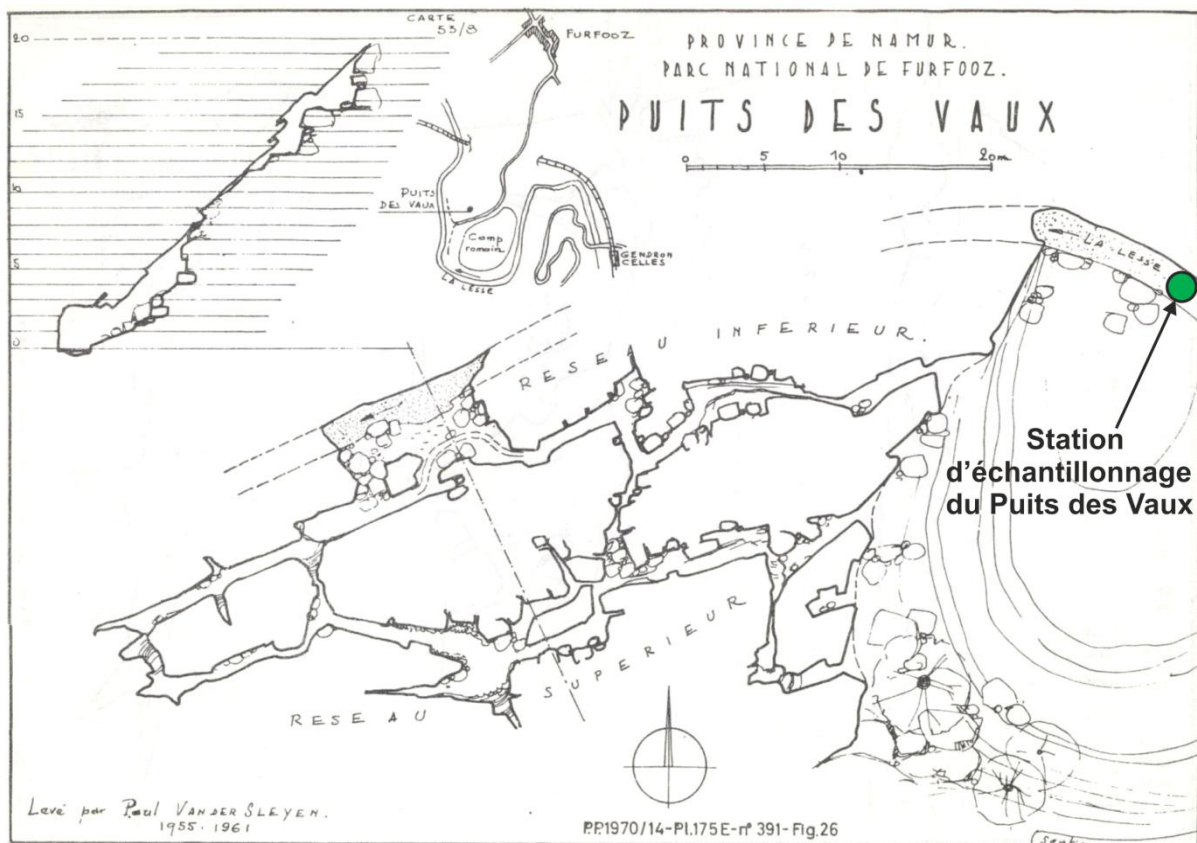 PROVINCE DE NAMUR.
PARC NATIONAL DE FURFOOZ.
PUITS DES VAUX
0 5 10 20m
CARTE
53/8
FURFOOZ
PUITS
DES VAUX
Camp
romain
GENDRON
CELLES
LA LESSE
20
15
10
5
0
LA LESSE
RESEAU INFERIEUR.
Station
d'échantillonnage
du Puits des Vaux
RESEAU SUPERIEUR
Levé par Paul VANDERSLEYEN.
1955.1961
P.P.1970/14-Pl.175E-n° 391-Fig.26